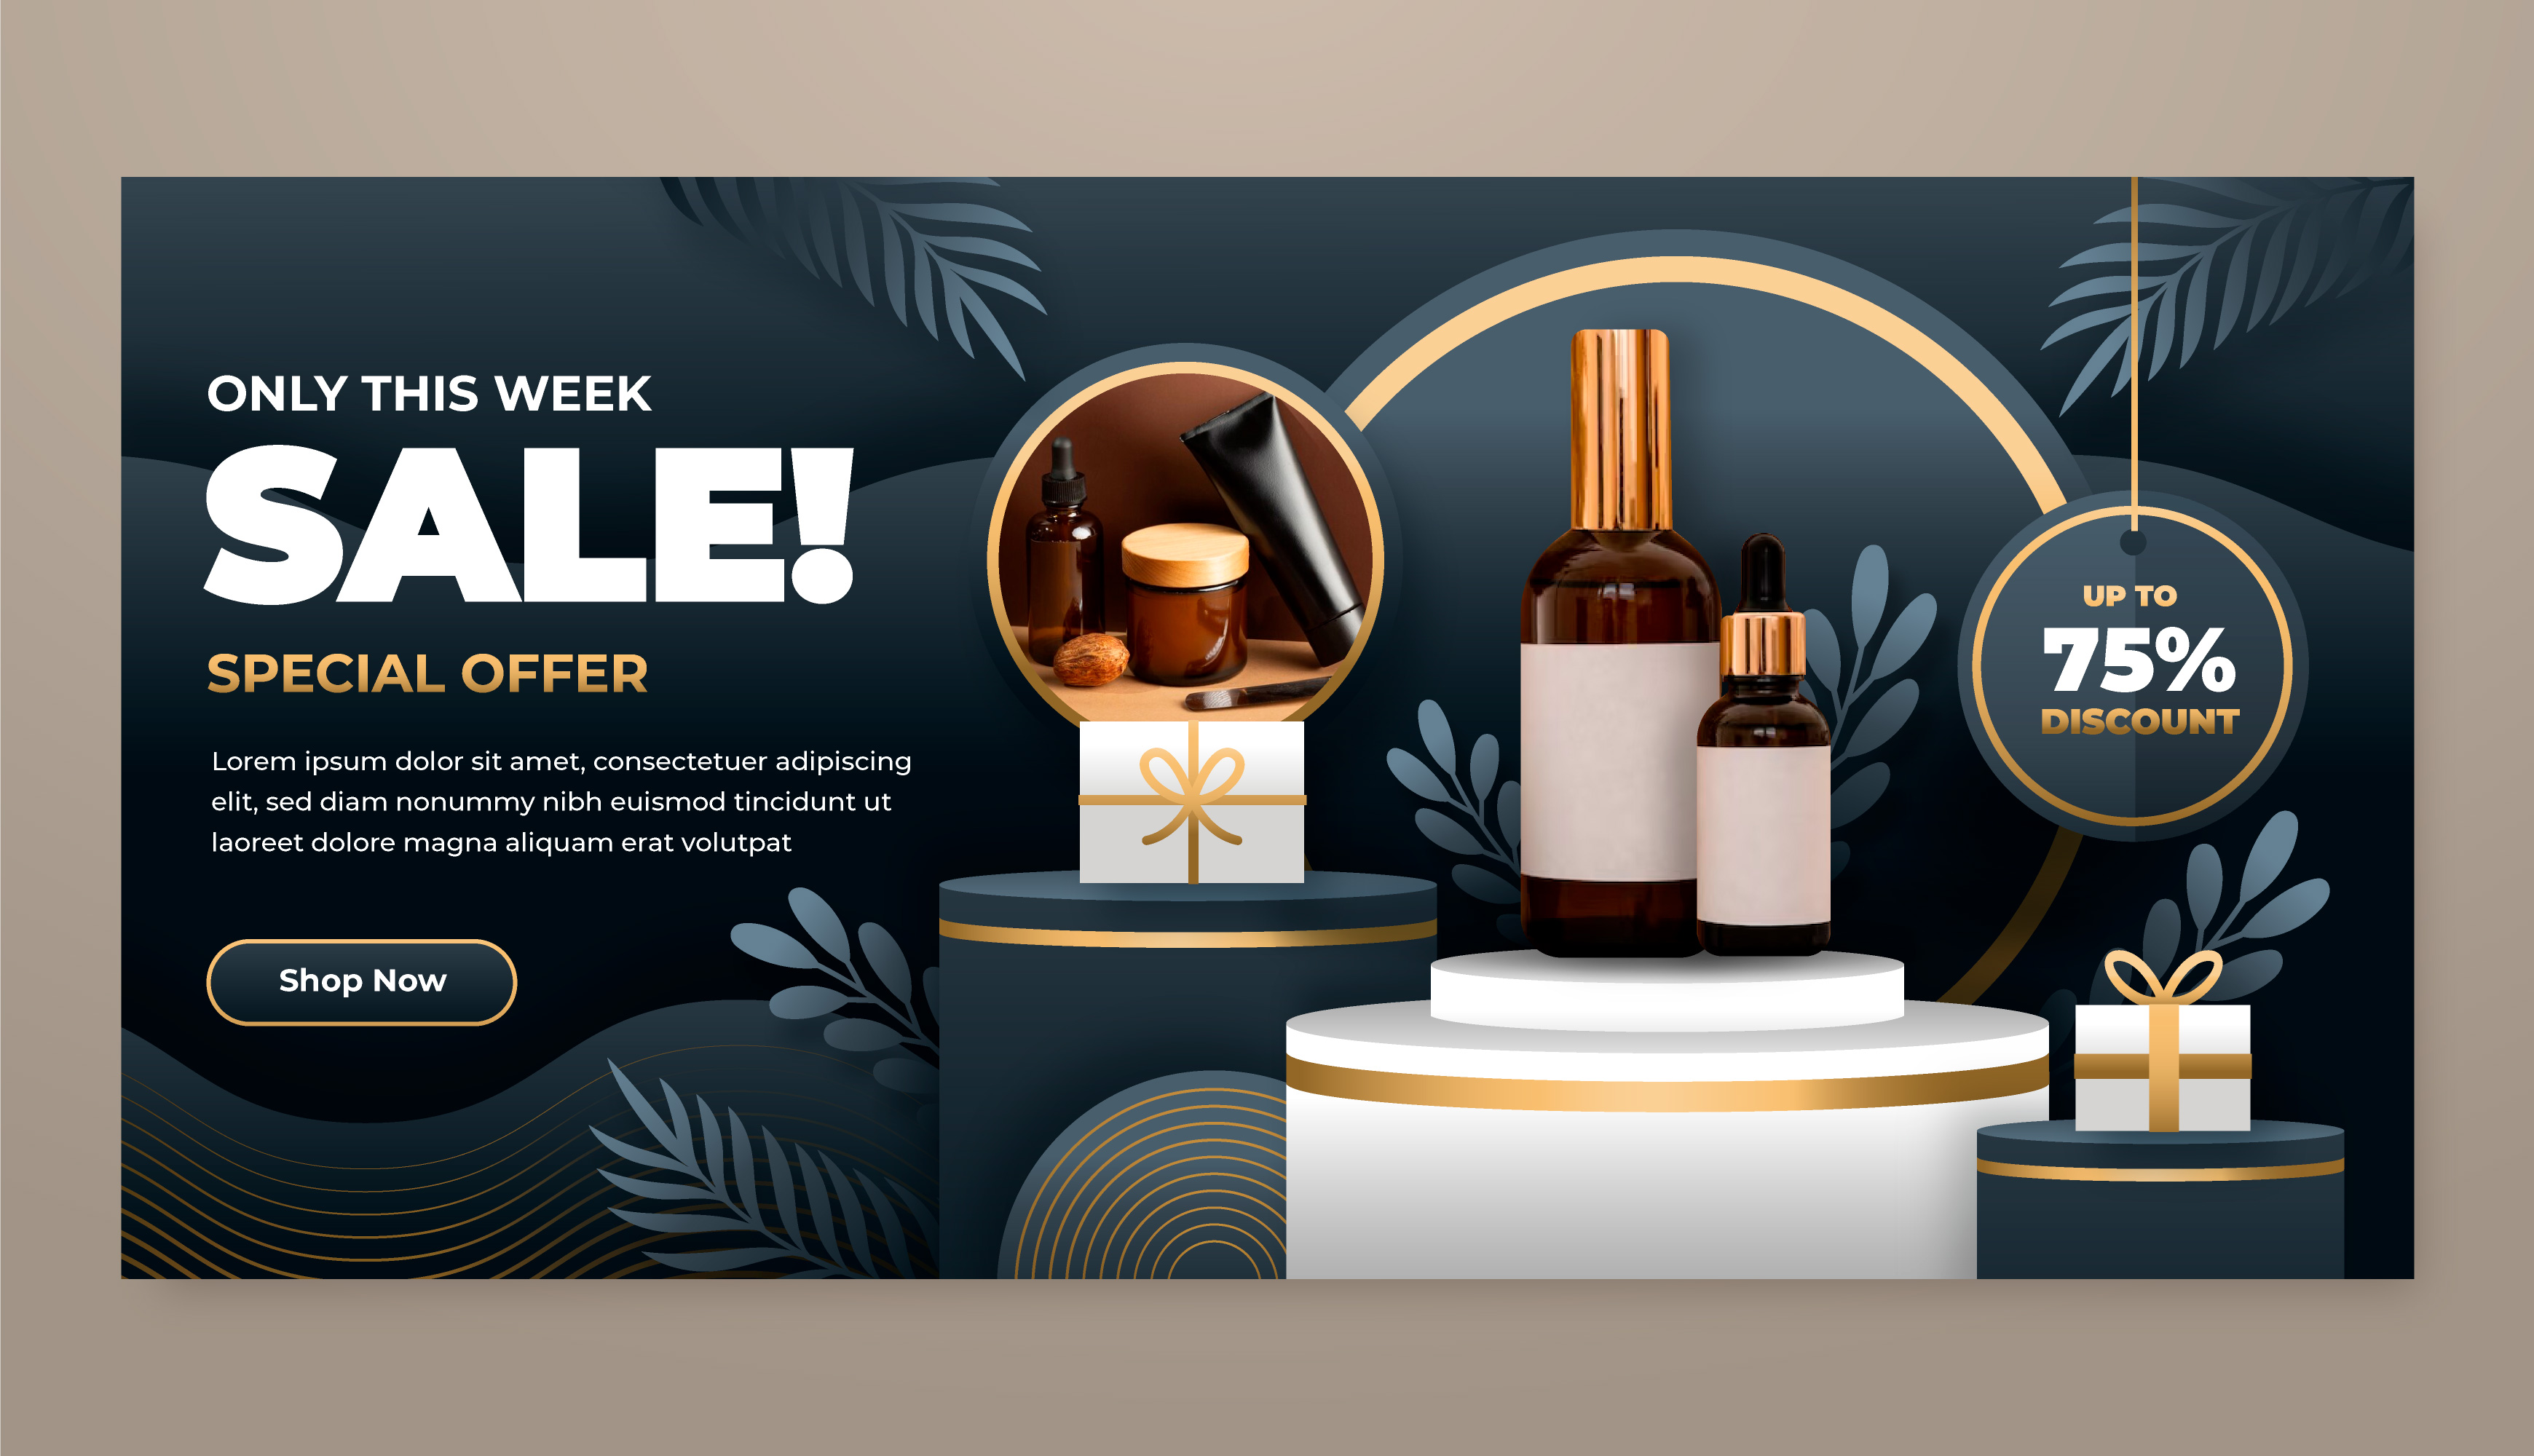 ONLY THIS WEEK
SALE!
SPECIAL OFFER
Lorem ipsum dolor sit amet, consectetuer adipiscing
elit, sed diam nonummy nibh euismod tincidunt ut
laoreet dolore magna aliquam erat volutpat
Shop Now
UP TO
75%
DISCOUNT